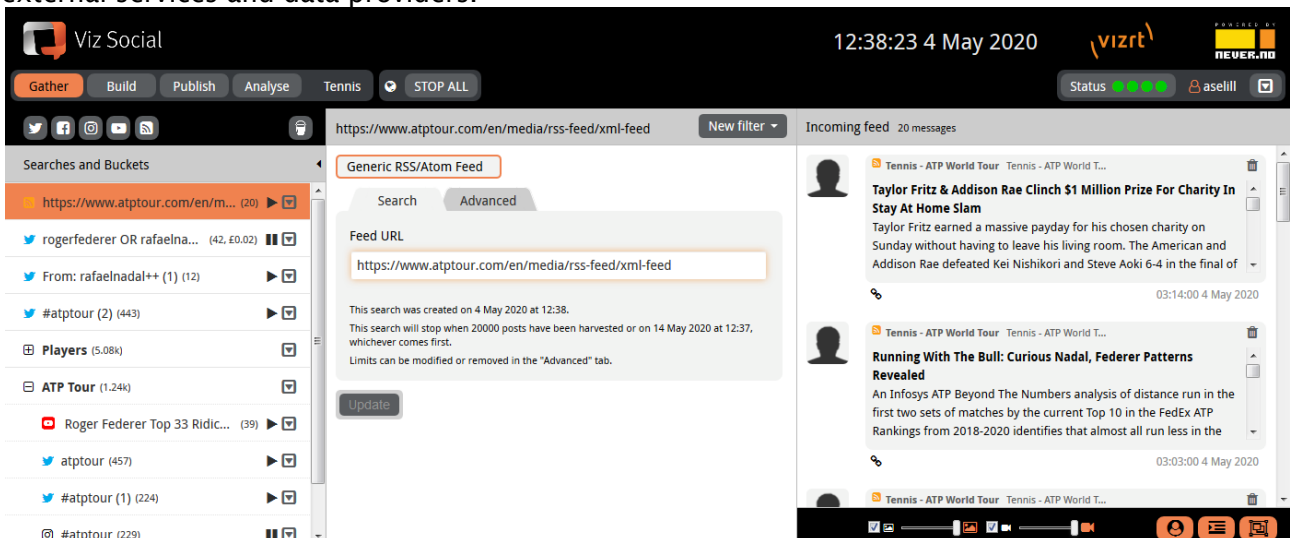 external services and data providers.
Viz Social
12:38:23 4 May 2020
vizrt
POWERED BY
never.no
Gather Build Publish Analyse Tennis STOP ALL
Status aselill
https://www.atptour.com/en/media/rss-feed/xml-feed New filter
Incoming feed 20 messages
Searches and Buckets
https://www.atptour.com/en/m... (20)
rogerfederer OR rafaelna... (42, £0.02)
From: rafaelnadal++ (1) (12)
#atptour (2) (443)
Players (5.08k)
ATP Tour (1.24k)
Roger Federer Top 33 Ridic... (39)
atptour (457)
#atptour (1) (224)
#atptour (229)
Generic RSS/Atom Feed
Search Advanced
Feed URL
https://www.atptour.com/en/media/rss-feed/xml-feed
This search was created on 4 May 2020 at 12:38.
This search will stop when 20000 posts have been harvested or on 14 May 2020 at 12:37,
whichever comes first.
Limits can be modified or removed in the "Advanced" tab.
Update
Tennis - ATP World Tour Tennis - ATP World T...
Taylor Fritz & Addison Rae Clinch $1 Million Prize For Charity In
Stay At Home Slam
Taylor Fritz earned a massive payday for his chosen charity on
Sunday without having to leave his living room. The American and
Addison Rae defeated Kei Nishikori and Steve Aoki 6-4 in the final of
03:14:00 4 May 2020
Tennis - ATP World Tour Tennis - ATP World T...
Running With The Bull: Curious Nadal, Federer Patterns
Revealed
An Infosys ATP Beyond The Numbers analysis of distance run in the
first two sets of matches by the current Top 10 in the FedEx ATP
Rankings from 2018-2020 identifies that almost all run less in the
03:03:00 4 May 2020
Tennis - ATP World Tour Tennis - ATP World T...